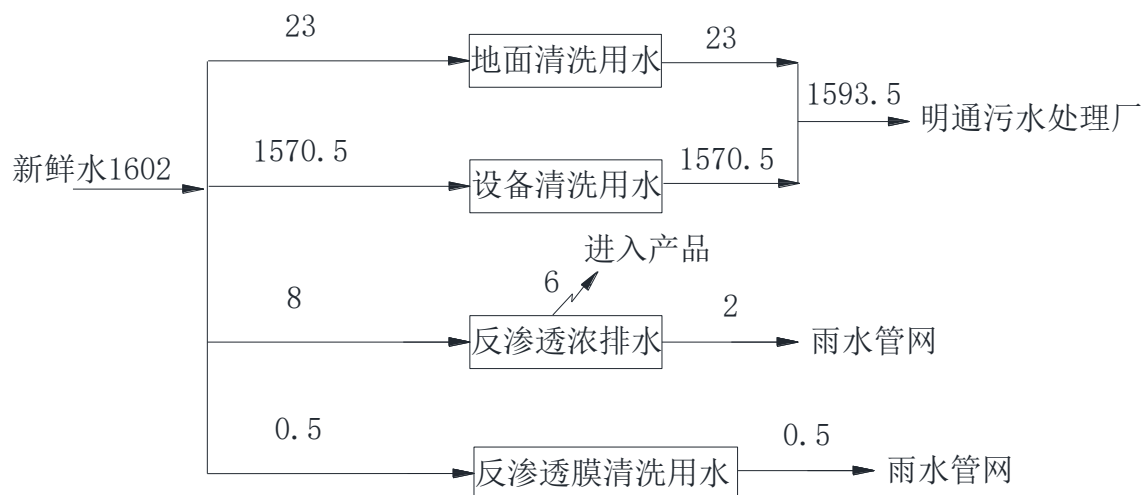 23
地面清洗用水
23
1593.5
明通污水处理厂
新鲜水1602
1570.5
设备清洗用水
1570.5
进入产品
6
8
反渗透浓排水
2
雨水管网
0.5
反渗透膜清洗用水
0.5
雨水管网